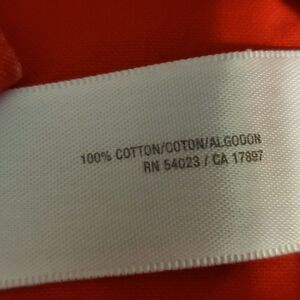 100% COTTON/COTON/ALGODON
RN 54023 / CA 17897